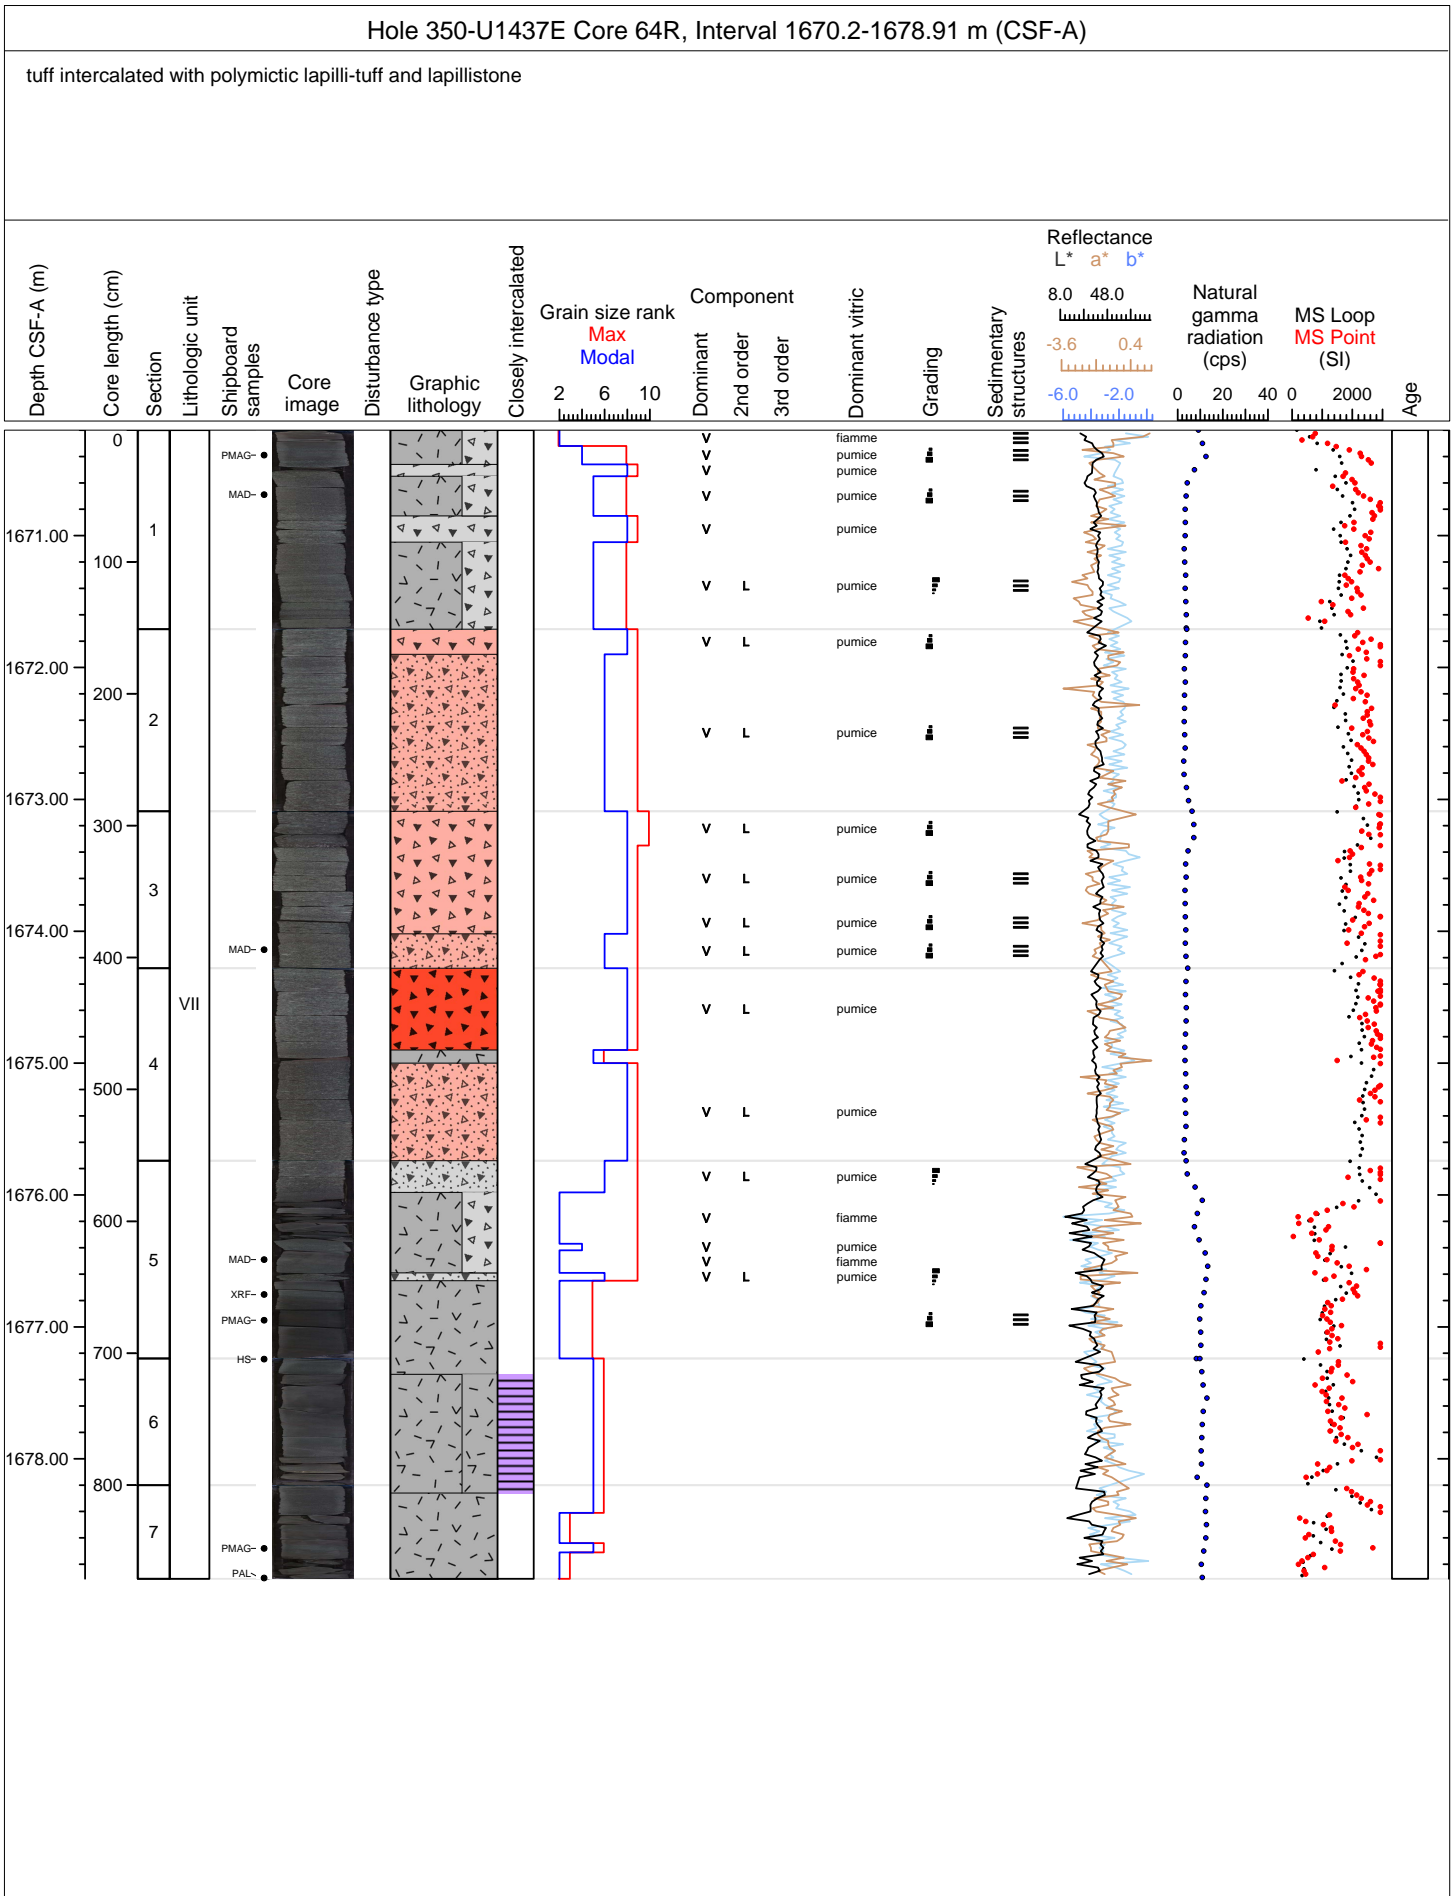 Hole 350-U1437E Core 64R, Interval 1670.2-1678.91 m (CSF-A)
tuff intercalated with polymictic lapilli-tuff and lapillistone
Depth CSF-A (m)
Core length (cm)
Section
Lithologic unit
Shipboard
samples
Core
image
Disturbance type
Graphic
lithology
Closely intercalated
Grain size rank
Max
Modal
2 6 10
Component
Dominant
2nd order
3rd order
Dominant vitric
Grading
Sedimentary
structures
Reflectance
L* a* b*
8.0 48.0
-3.6 0.4
-6.0 -2.0
Natural
gamma
radiation
(cps)
0 20 40
MS Loop
MS Point
(SI)
0 2000
Age
0
V fiamme
PMAG V pumice
V pumice
MAD V pumice
1671.00 1 V pumice
100
V L pumice
V L pumice
1672.00
200
2
V L pumice
1673.00
300
V L pumice
3 V L pumice
1674.00 V L pumice
400 MAD V L pumice
VII V L pumice
1675.00 4
500
V L pumice
V L pumice
1676.00
600 V fiamme
V pumice
5 MAD V fiamme
V L pumice
XRF
PMAG
1677.00
700 HS
6
1678.00
800
7
PMAG
PAL